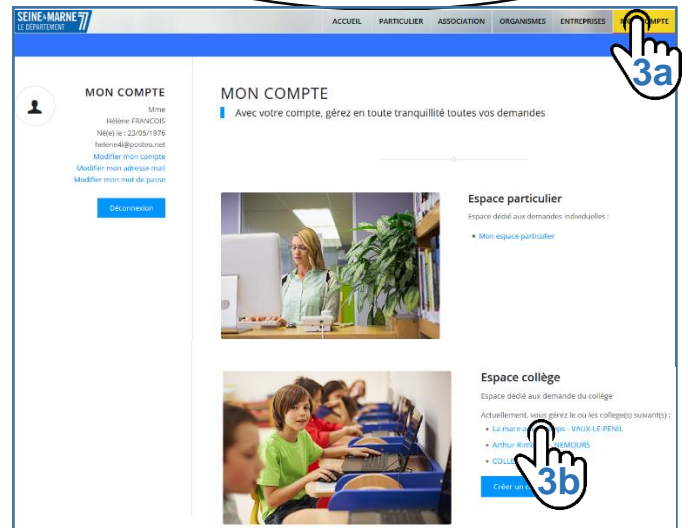 SEINE&MARNE 77
LE DÉPARTEMENT
ACCUEIL PARTICULIER ASSOCIATION ORGANISMES ENTREPRISES COMPTE
3a
MON COMPTE
Mme
Hélène FRANCOIS
Né(e) le : 23/05/1976
helene4i@posteo.net
Modifier mon compte
Modifier mon adresse mail
Modifier mon mot de passe
Déconnexion
MON COMPTE
Avec votre compte, gérez en toute tranquillité toutes vos demandes
Espace particulier
Espace dédié aux demandes individuelles :
• Mon espace particulier
Espace collège
Espace dédié aux demande du collège
Actuellement, vous gérez le ou les college(s) suivant(s) :
• La mare - VAUX-LE-PENIL
• Arthur NEMOURS
•
3b
Créer un